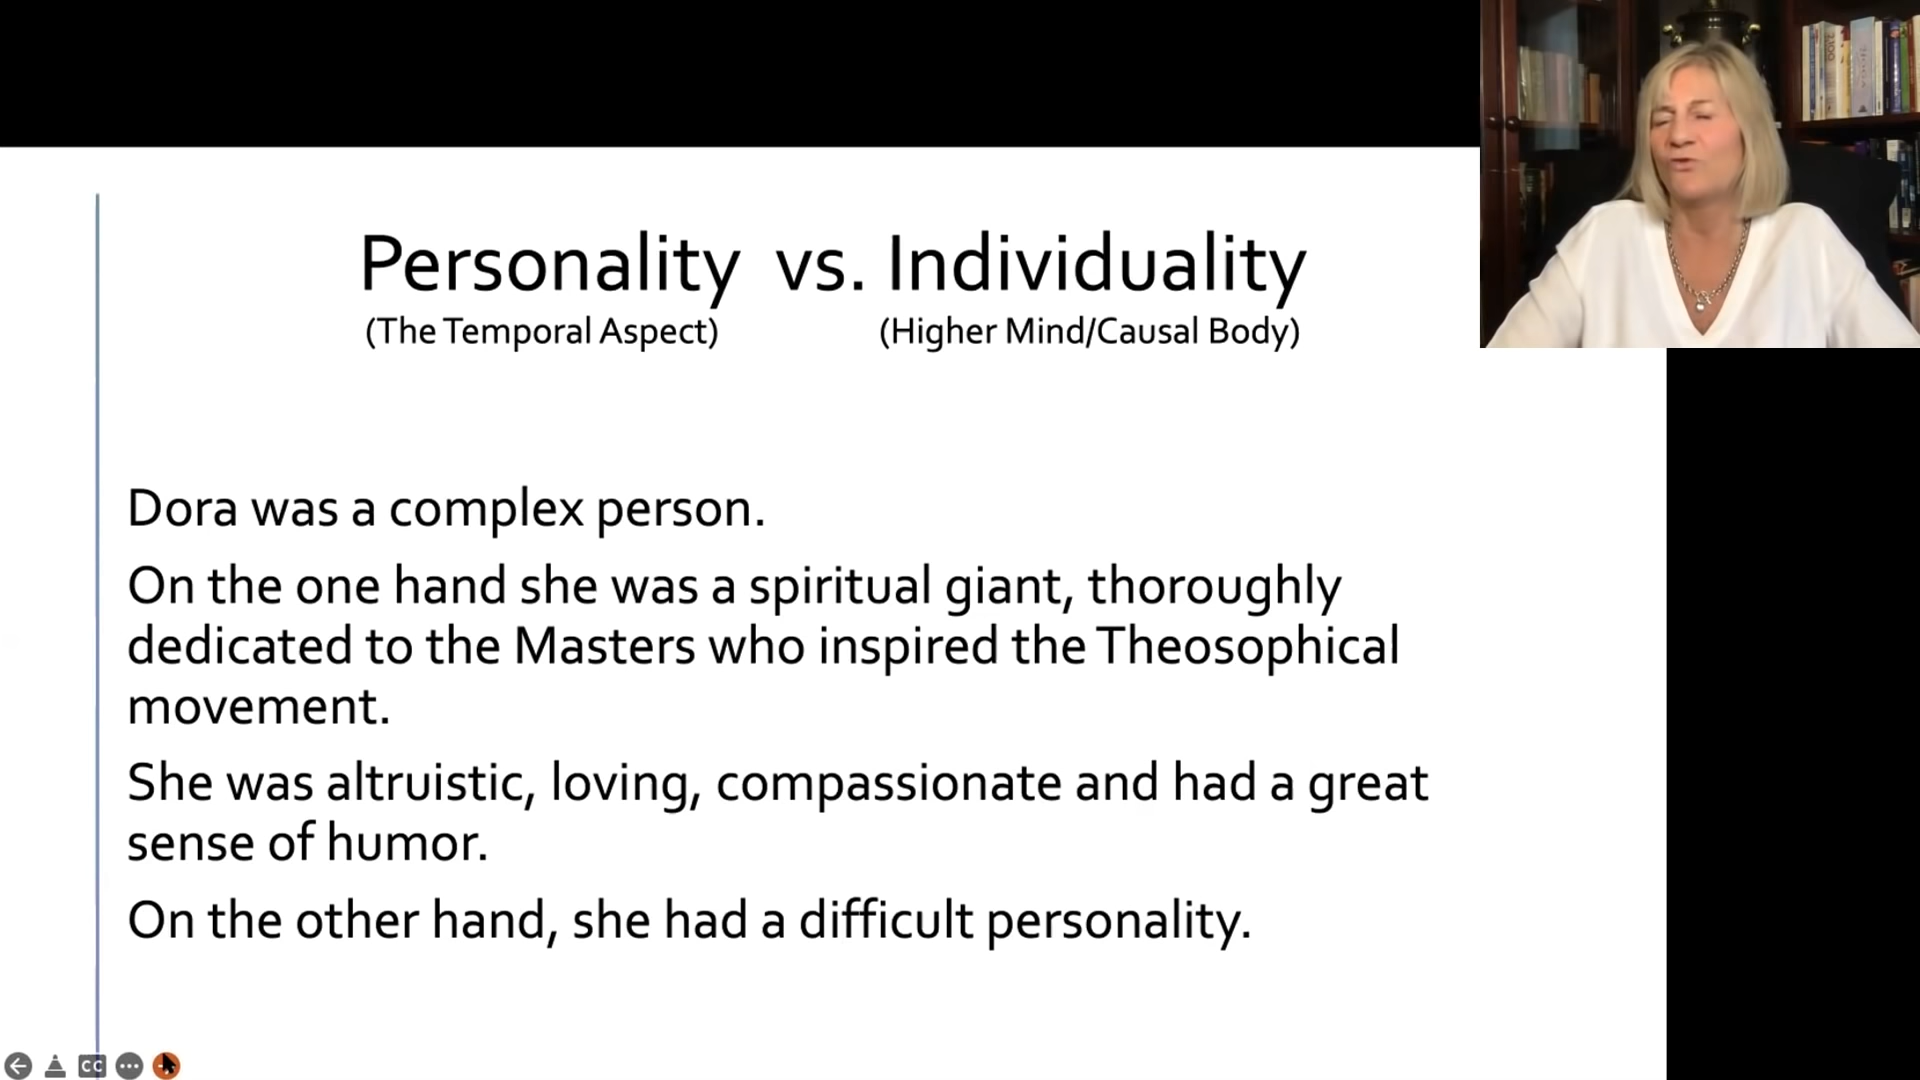 Personality vs. Individuality
(The Temporal Aspect) (Higher Mind/Causal Body)
Dora was a complex person.
On the one hand she was a spiritual giant, thoroughly
dedicated to the Masters who inspired the Theosophical
movement.
She was altruistic, loving, compassionate and had a great
sense of humor.
On the other hand, she had a difficult personality.
CC